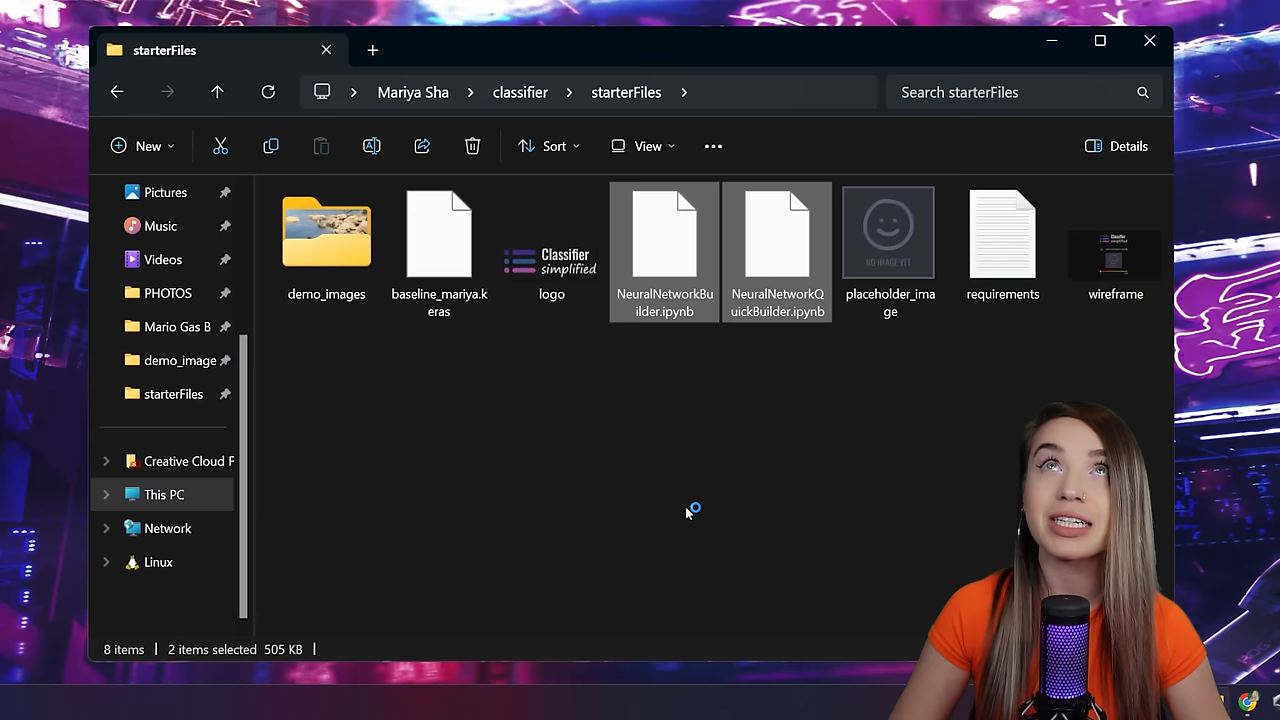 starterFiles
Mariya Sha
classifier
starterFiles
Search starterFiles
New
Sort
View
Details
Pictures
Music
Videos
PHOTOS
Mario Gas B
demo_image
starterFiles
Creative Cloud F
This PC
Network
Linux
demo_images
baseline_mariya.k
eras
Classifier
simplified
logo
NeuralNetworkBu
ilder.ipynb
NeuralNetworkQ
uickBuilder.ipynb
NO IMAGE YET
placeholder_ima
ge
requirements
Classifier
wireframe
8 items
2 items selected 505 KB